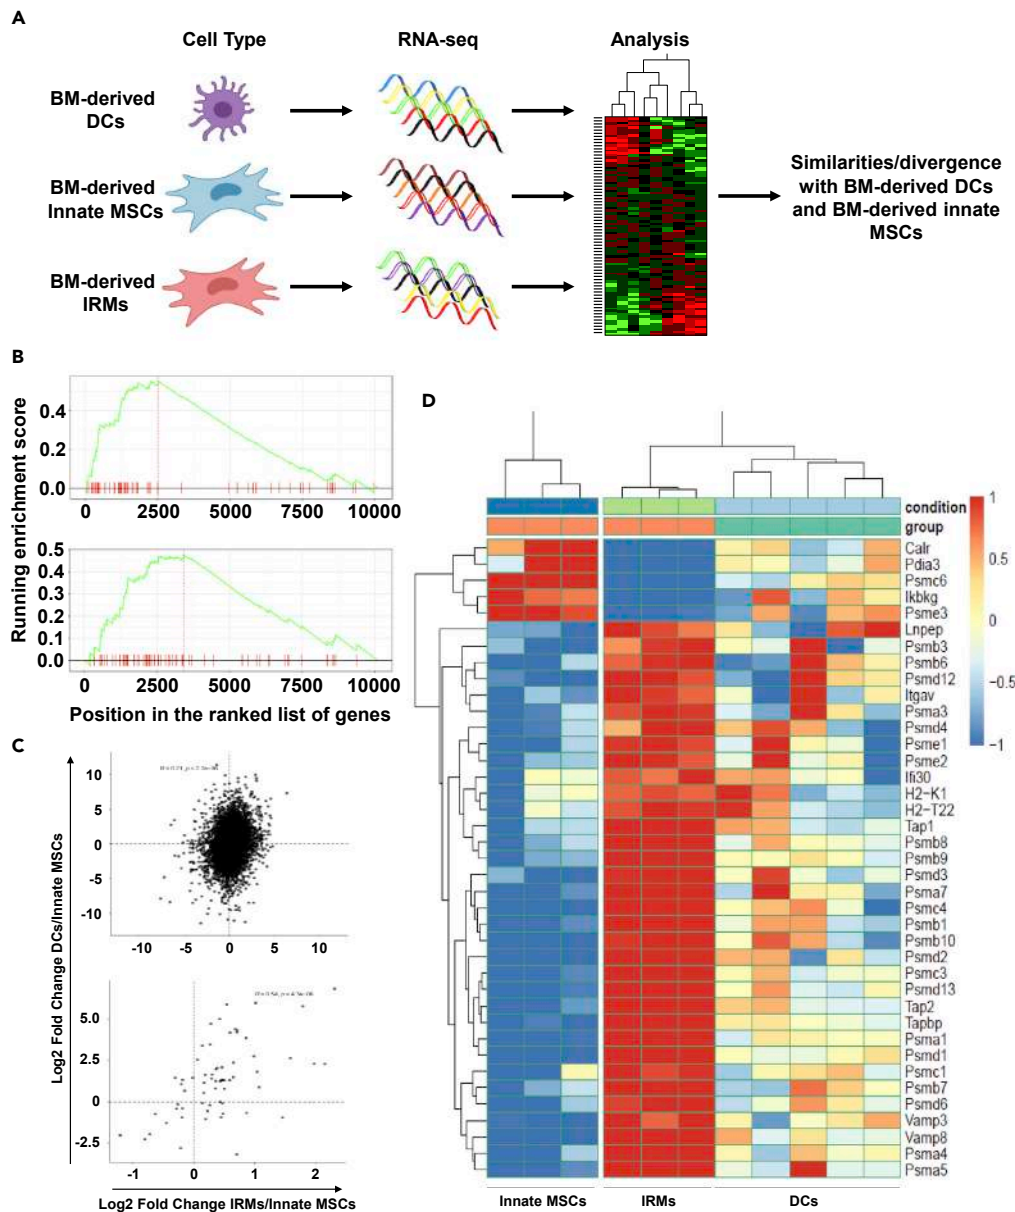 A
Cell Type
RNA-seq
Analysis
BM-derived
DCs
BM-derived
Innate MSCs
BM-derived
IRMs
Similarities/divergence
with BM-derived DCs
and BM-derived innate
MSCs
B
Running enrichment score
0.4
0.2
0.0
0 2500 5000 7500 10000
0.5
0.4
0.3
0.2
0.1
0.0
0 2500 5000 7500 10000
Position in the ranked list of genes
C
Log2 Fold Change DCs/Innate MSCs
10
5
0
-5
-10
-10 -5 0 5 10
5.0
2.5
0
-2.5
-1 0 1 2
Log2 Fold Change IRMs/Innate MSCs
D
condition
group
Calr
Pdia3
Psmc6
Ikbkg
Psme3
Lnpep
Psmb3
Psmb6
Psmd12
Itgav
Psma3
Psmd4
Psme1
Psme2
Ifi30
H2-K1
H2-T22
Tap1
Psmb8
Psmb9
Psmd3
Psma7
Psmc4
Psmb1
Psmb10
Psmd2
Psmc3
Psmd13
Tap2
Tapbp
Psma1
Psmd1
Psmc1
Psmb7
Psmd6
Vamp3
Vamp8
Psma4
Psma5
1
0.5
0
−0.5
−1
Innate MSCs
IRMs
DCs